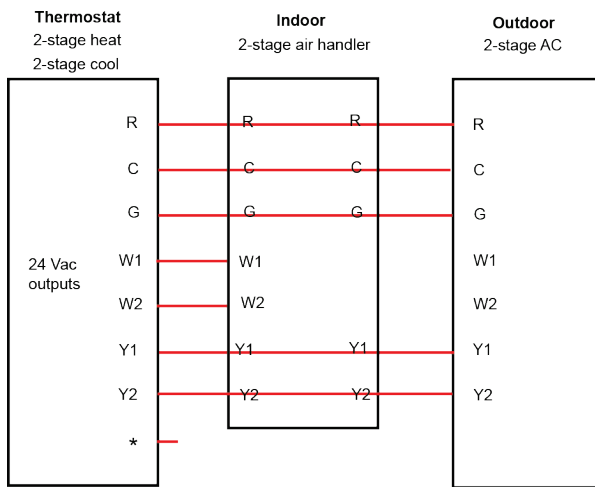 Thermostat
2-stage heat
2-stage cool
Indoor
2-stage air handler
Outdoor
2-stage AC
R R R R
C C C C
G G G G
24 Vac
outputs
W1 W1 W1
W2 W2 W2
Y1 Y1 Y1 Y1
Y2 Y2 Y2 Y2
*